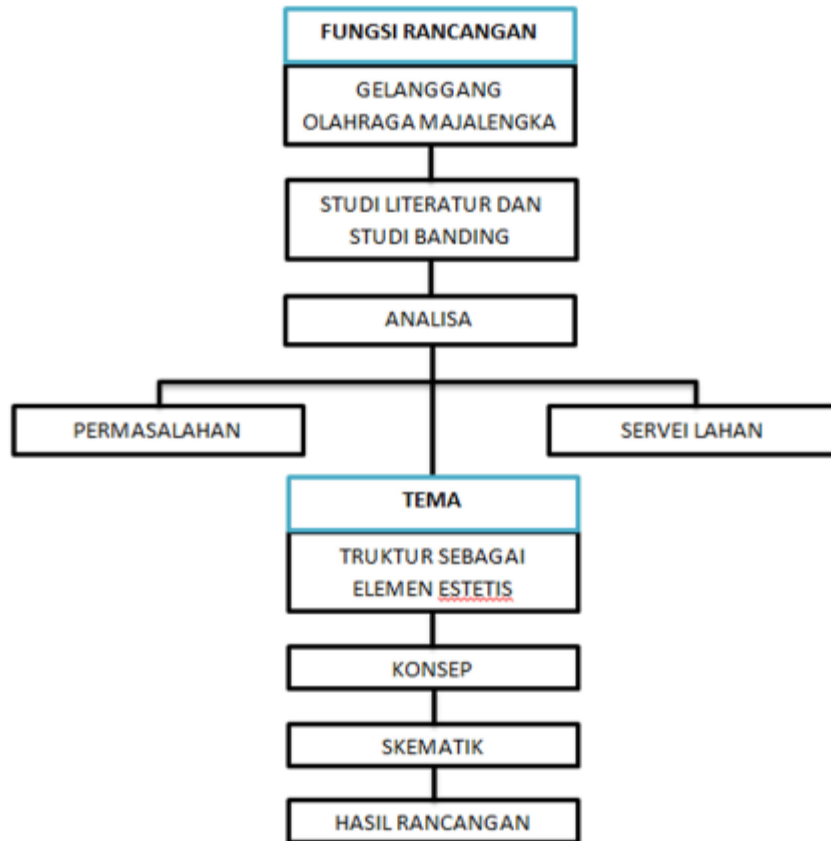 FUNGSI RANCANGAN
GELANGGANG
OLAHRAGA MAJALENGKA
STUDI LITERATUR DAN
STUDI BANDING
ANALISA
PERMASALAHAN
SERVEI LAHAN
TEMA
TRUKTUR SEBAGAI
ELEMEN ESTETIS
KONSEP
SKEMATIK
HASIL RANCANGAN